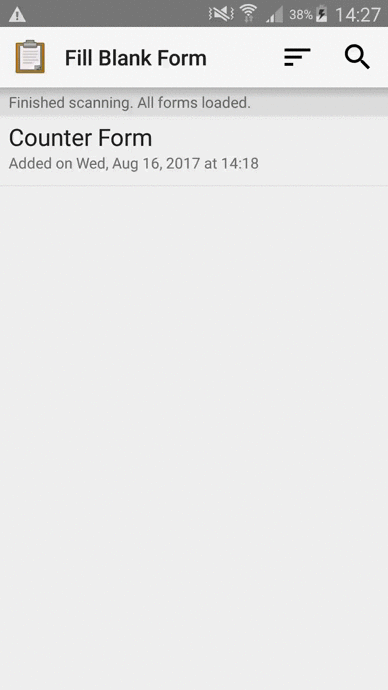 38% 14:27
Fill Blank Form
Finished scanning. All forms loaded.
Counter Form
Added on Wed, Aug 16, 2017 at 14:18